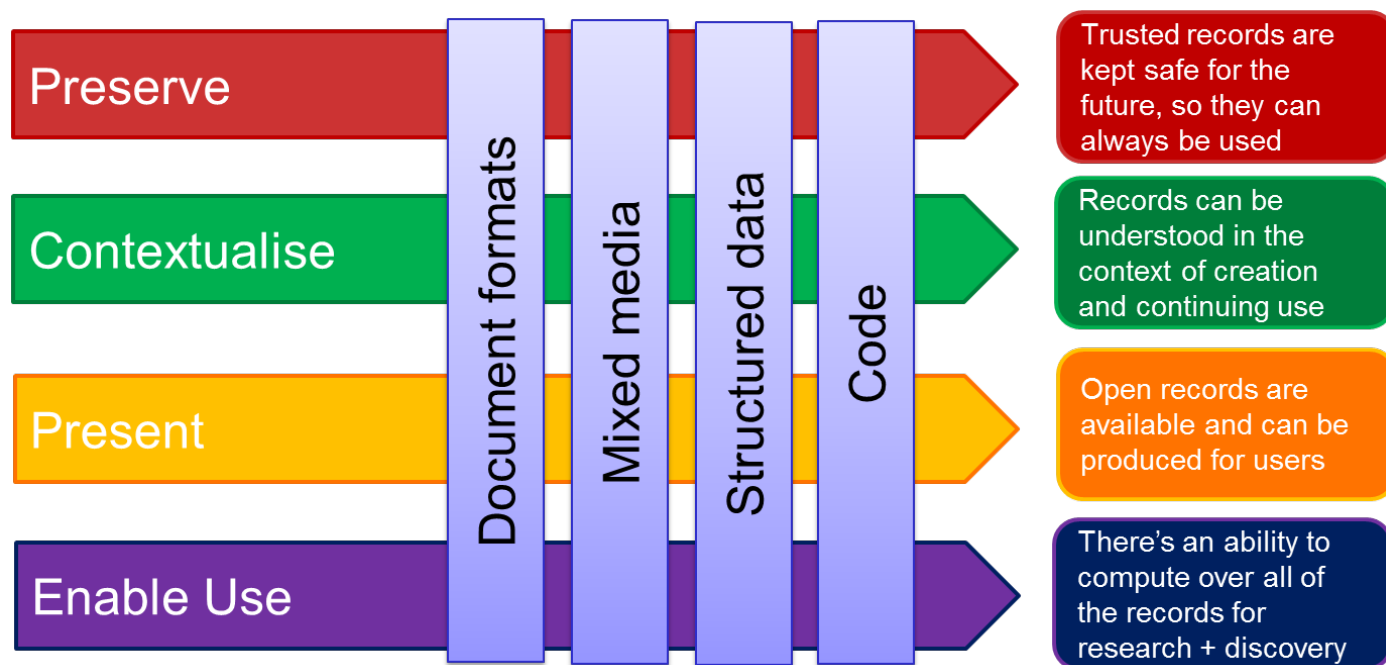 Preserve
Trusted records are
kept safe for the
future, so they can
always be used
Contextualise
Records can be
understood in the
context of creation
and continuing use
Present
Open records are
available and can be
produced for users
Enable Use
There’s an ability to
compute over all of
the records for
research + discovery
Document formats
Mixed media
Structured data
Code